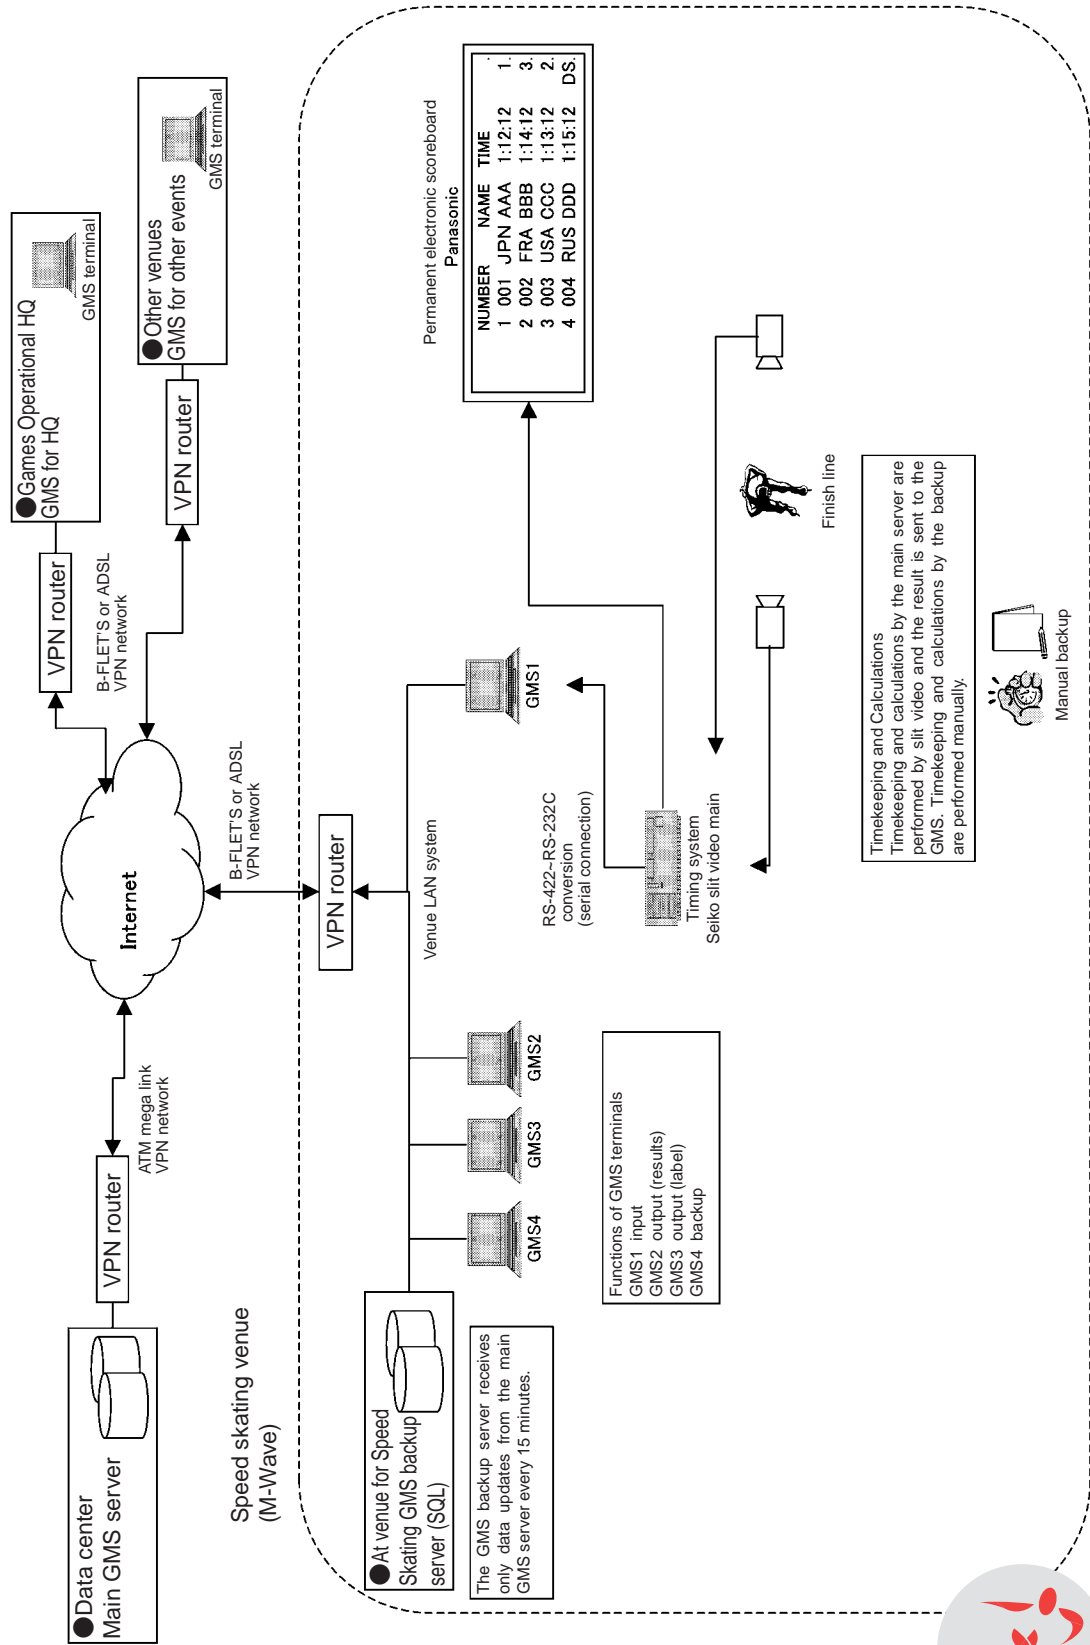 ●Data center
Main GMS server
VPN router
ATM mega link
VPN network
Internet
●Games Operational HQ
GMS for HQ
GMS terminal
VPN router
B-FLET'S or ADSL
VPN network
●Other venues
GMS for other events
GMS terminal
VPN router
B-FLET'S or ADSL
VPN network
Speed skating venue
(M-Wave)
VPN router
Venue LAN system
●At venue for Speed
Skating GMS backup
server (SQL)
The GMS backup server receives
only data updates from the main
GMS server every 15 minutes.
GMS4
GMS3
GMS2
GMS1
Functions of GMS terminals
GMS1 input
GMS2 output (results)
GMS3 output (label)
GMS4 backup
RS-422~RS-232C
conversion
(serial connection)
Timing system
Seiko slit video main
Permanent electronic scoreboard
Panasonic
NUMBER NAME TIME .
1 001 JPN AAA 1:12:12 1.
2 002 FRA BBB 1:14:12 3.
3 003 USA CCC 1:13:12 2.
4 004 RUS DDD 1:15:12 DS.
Finish line
Timekeeping and Calculations
Timekeeping and calculations by the main server are
performed by slit video and the result is sent to the
GMS. Timekeeping and calculations by the backup
are performed manually.
Manual backup